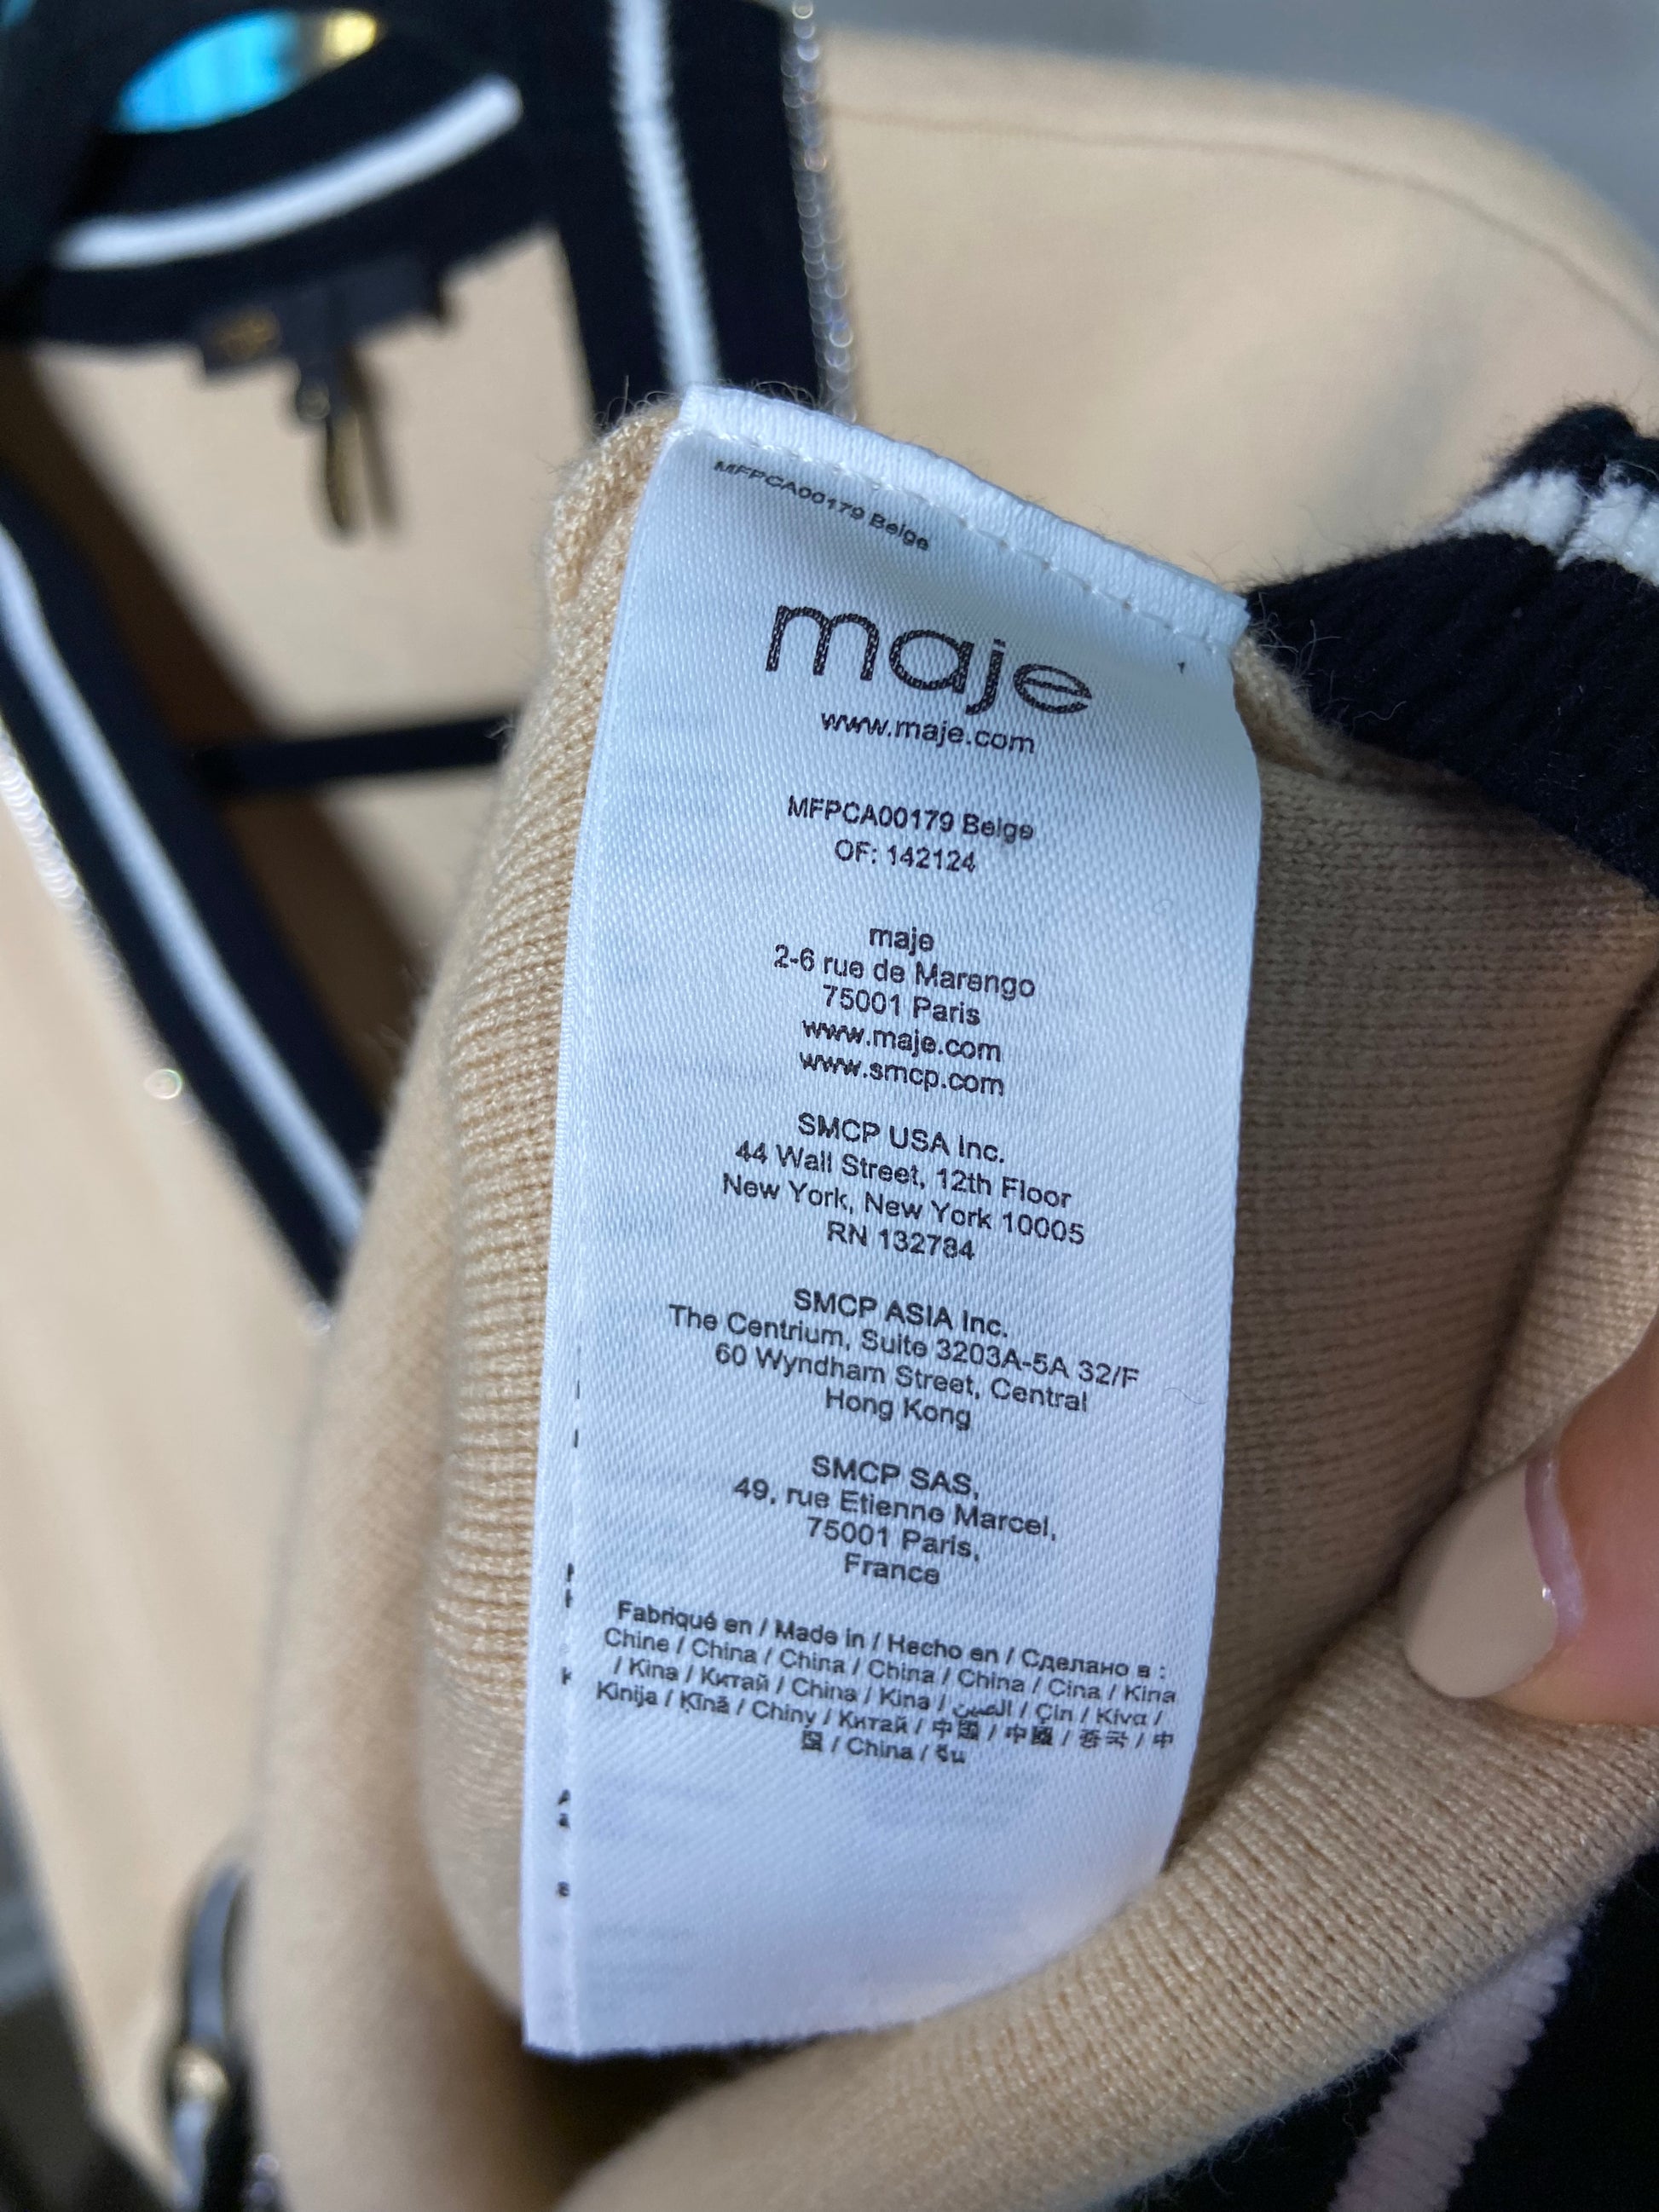 MFPCA00179 Beige
maje
www.maje.com
MFPCA00179 Beige
OF: 142124
maje
2-6 rue de Marengo
75001 Paris
www.maje.com
www.smcp.com
SMCP USA Inc.
44 Wall Street, 12th Floor
New York, New York 10005
RN 132784
SMCP ASIA Inc.
The Centrium, Suite 3203A-5A 32/F
60 Wyndham Street, Central
Hong Kong
SMCP SAS,
49, rue Etienne Marcel,
75001 Paris,
France
Fabriqué en / Made in / Hecho en / Сделано в :
Chine / China / China / China / China / Cina / Kina
/ Kina / Китай / China / Kina / الصين / Çin / Κίνα /
Kinija / Ķīnā / Chiny / Китай / 中国 / 中國 / 중국 / 中
国 / China / จีน